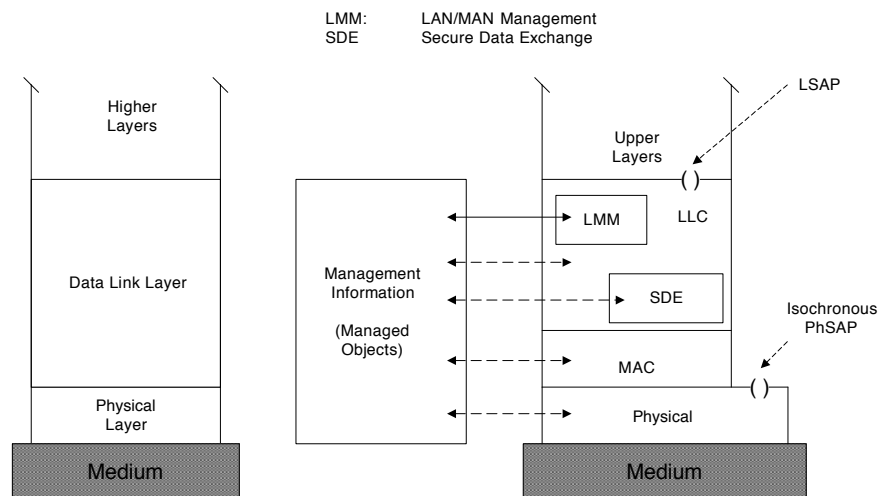 LMM: LAN/MAN Management
SDE Secure Data Exchange
Higher
Layers
Data Link Layer
Physical
Layer
Medium
Management
Information
(Managed
Objects)
LSAP
Upper
Layers
( )
LMM
LLC
SDE
Isochronous
PhSAP
MAC
( )
Physical
Medium